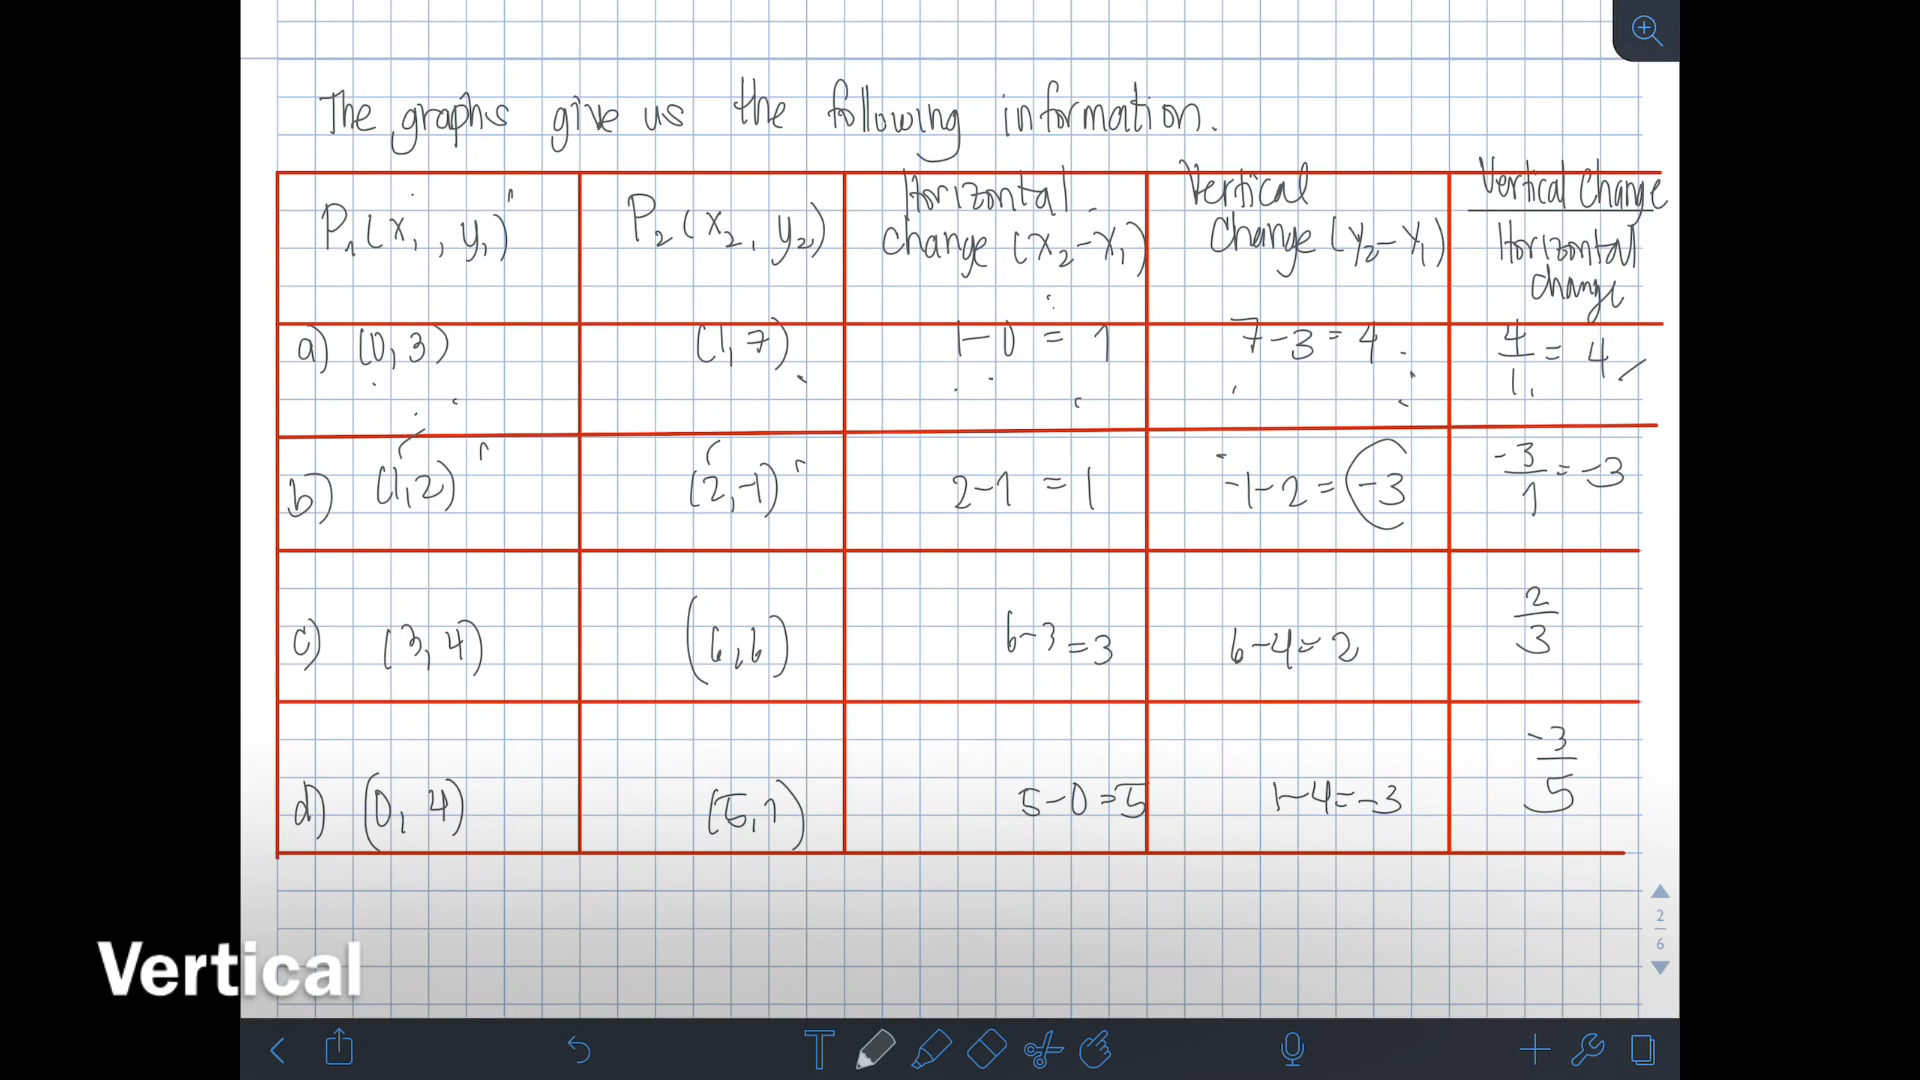 The graphs give us the following information.
P₁(x₁, y₁) P₂(x₂, y₂) Horizontal change (x₂-x₁) Vertical Change (y₂-y₁) Vertical Change / Horizontal change
a) (0, 3) (1, 7) 1-0 = 1 7-3 = 4 4/1 = 4
b) (1, 2) (2, -1) 2-1 = 1 -1-2 = -3 -3/1 = -3
c) (3, 4) (6, 6) 6-3 = 3 6-4 = 2 2/3
d) (0, 4) (5, 1) 5-0 = 5 1-4 = -3 -3/5
2
6
Vertical
T